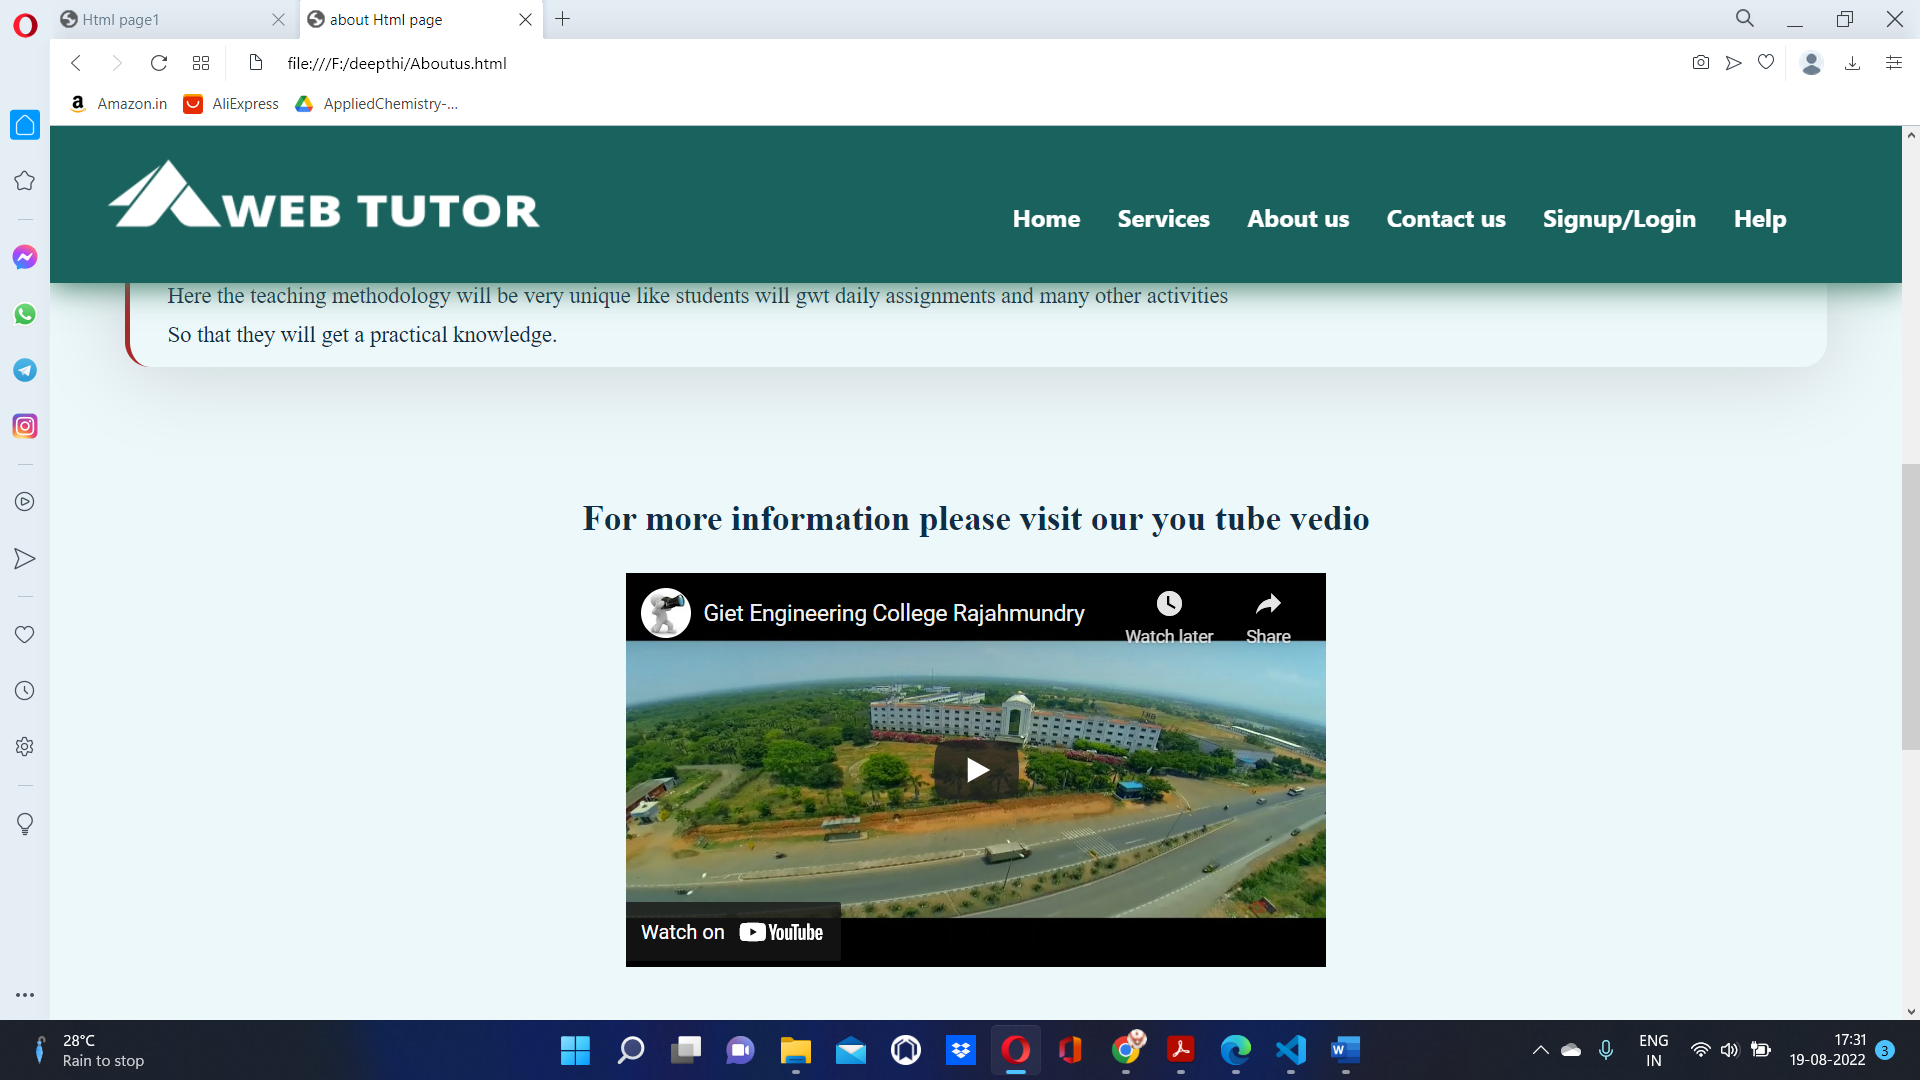 Html page1
about Html page
file:///F:/deepthi/Aboutus.html
Amazon.in
AliExpress
AppliedChemistry-...
WEB TUTOR
Home
Services
About us
Contact us
Signup/Login
Help
Here the teaching methodology will be very unique like students will gwt daily assignments and many other activities
So that they will get a practical knowledge.
For more information please visit our you tube vedio
Giet Engineering College Rajahmundry
Watch later
Share
Watch on YouTube
28°C
Rain to stop
ENG
IN
17:31
19-08-2022
3